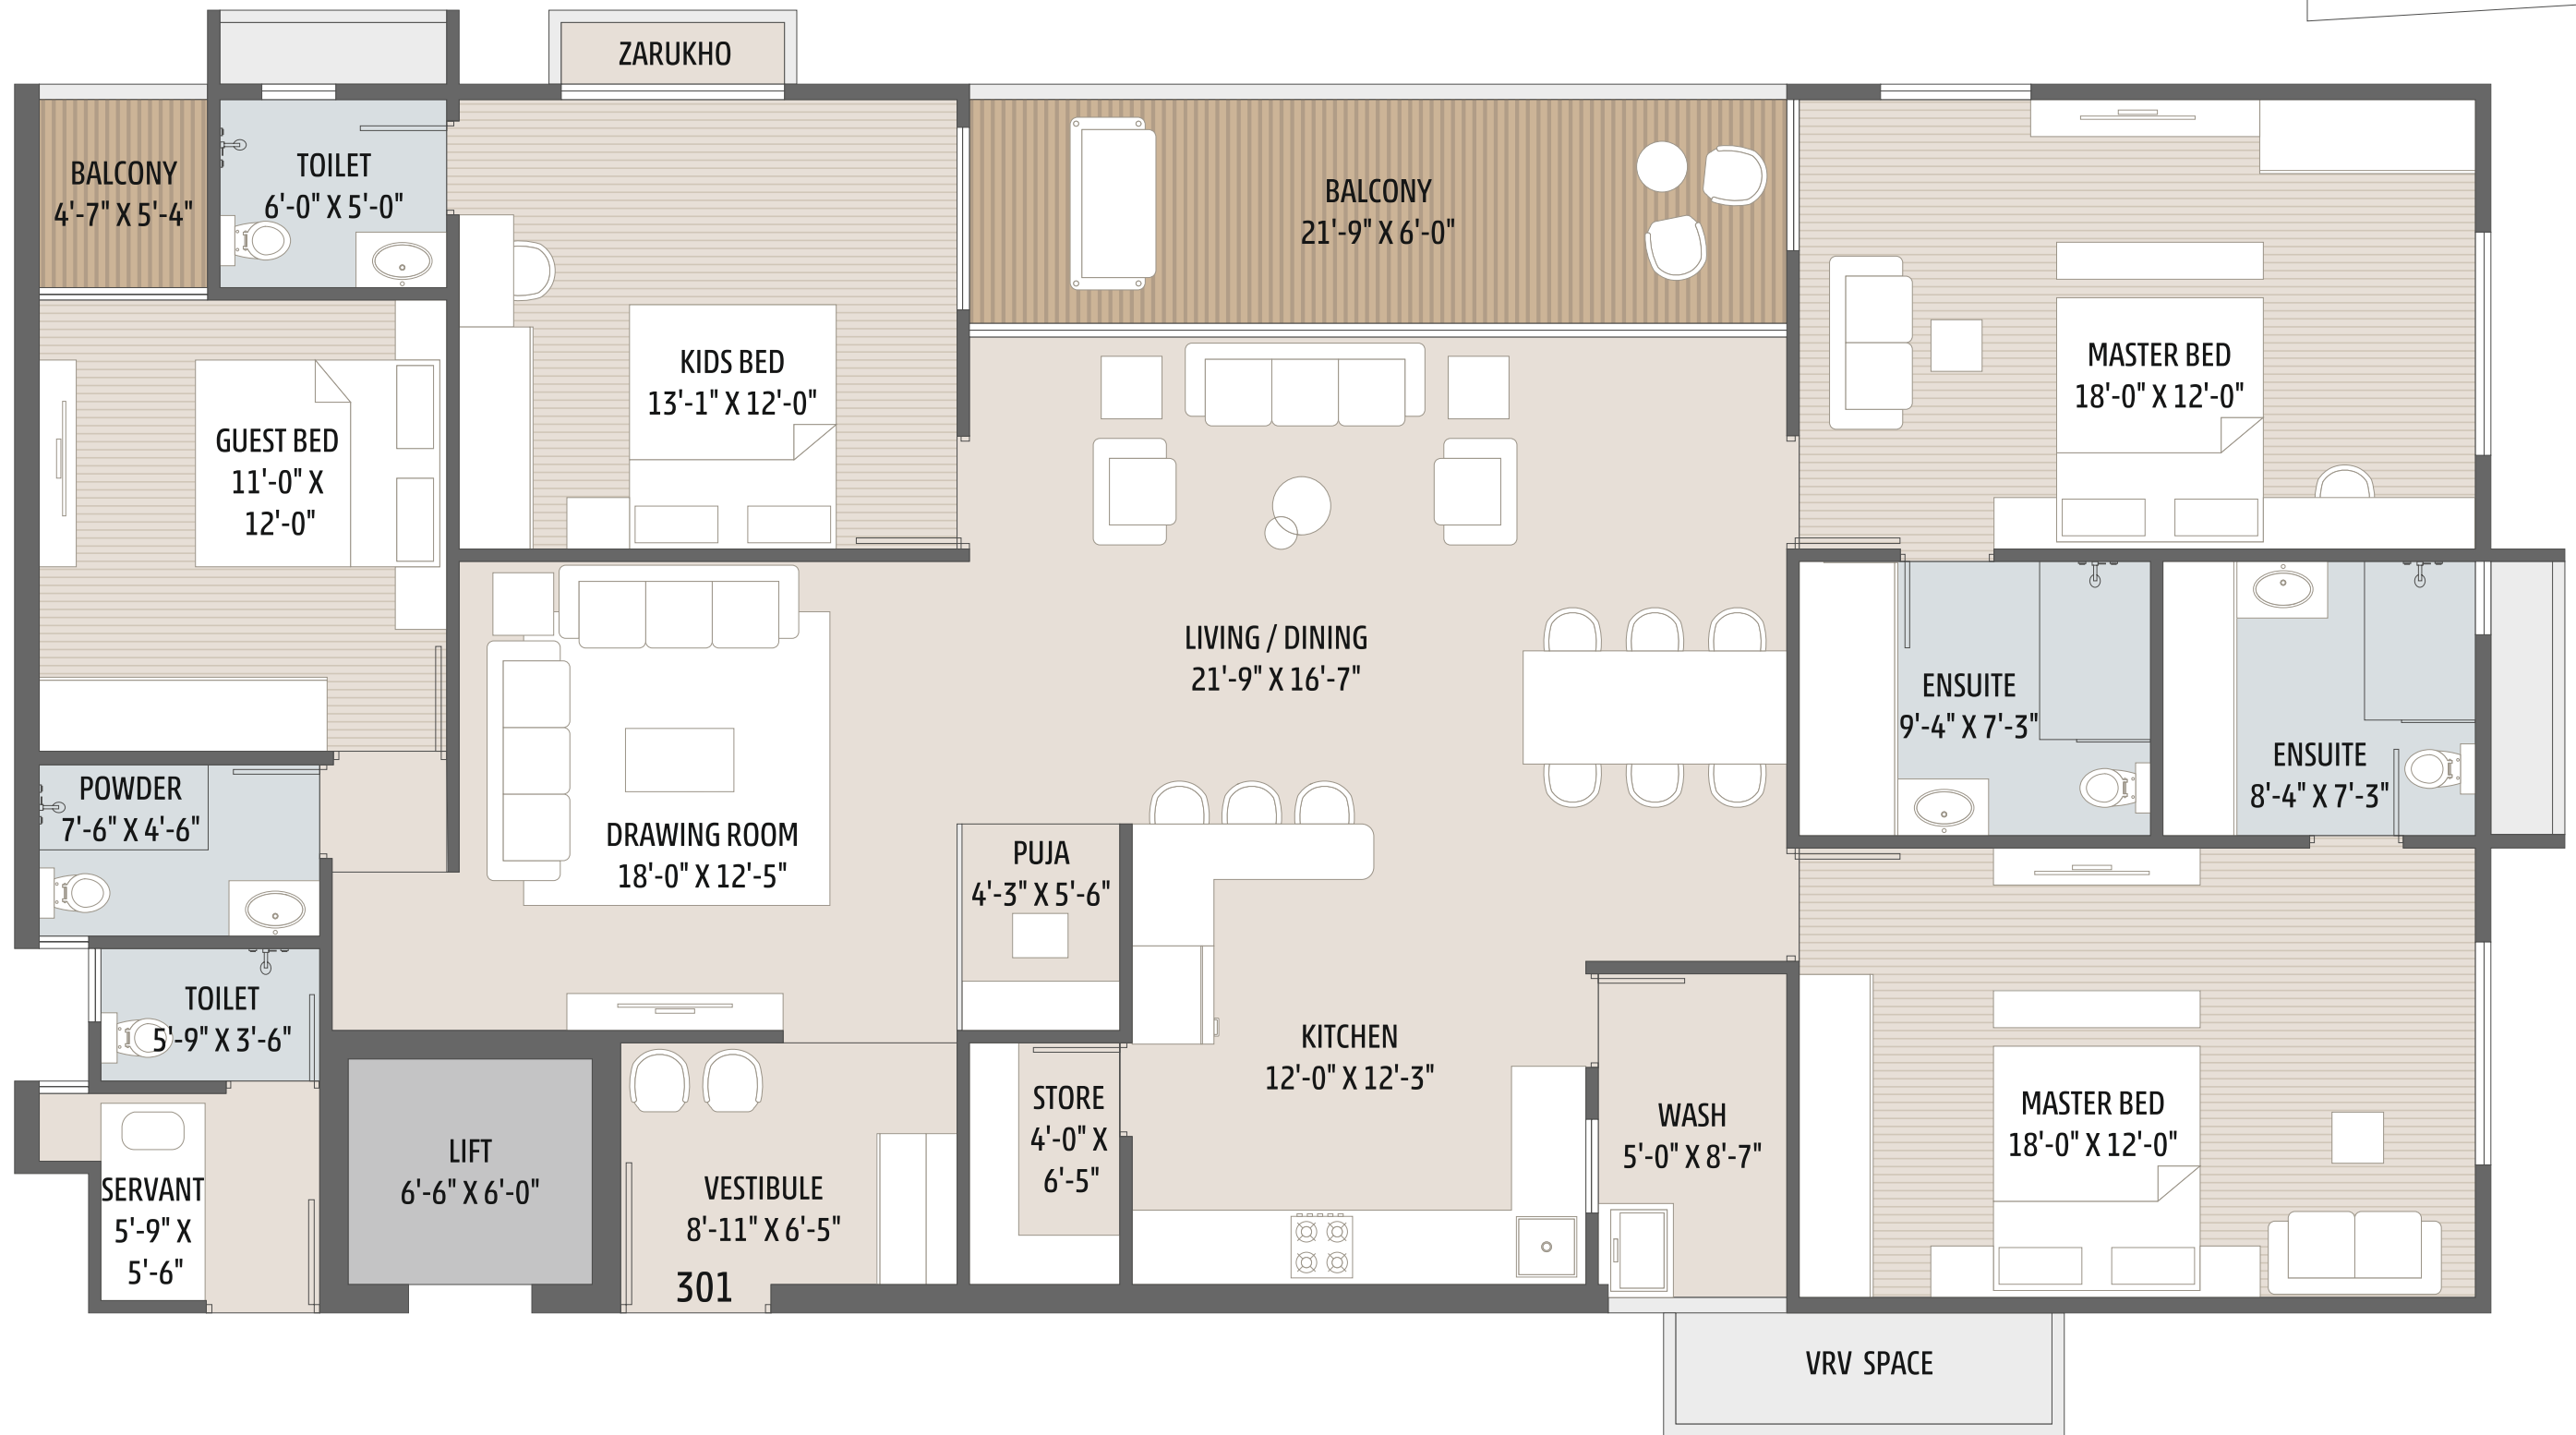 ZARUKHO
BALCONY
4'-7" X 5'-4"
TOILET
6'-0" X 5'-0"
BALCONY
21'-9" X 6'-0"
KIDS BED
13'-1" X 12'-0"
MASTER BED
18'-0" X 12'-0"
GUEST BED
11'-0" X
12'-0"
LIVING / DINING
21'-9" X 16'-7"
ENSUITE
9'-4" X 7'-3"
ENSUITE
8'-4" X 7'-3"
POWDER
7'-6" X 4'-6"
DRAWING ROOM
18'-0" X 12'-5"
PUJA
4'-3" X 5'-6"
TOILET
5'-9" X 3'-6"
KITCHEN
12'-0" X 12'-3"
STORE
4'-0" X
6'-5"
WASH
5'-0" X 8'-7"
MASTER BED
18'-0" X 12'-0"
LIFT
6'-6" X 6'-0"
SERVANT
5'-9" X
5'-6"
VESTIBULE
8'-11" X 6'-5"
301
VRV SPACE